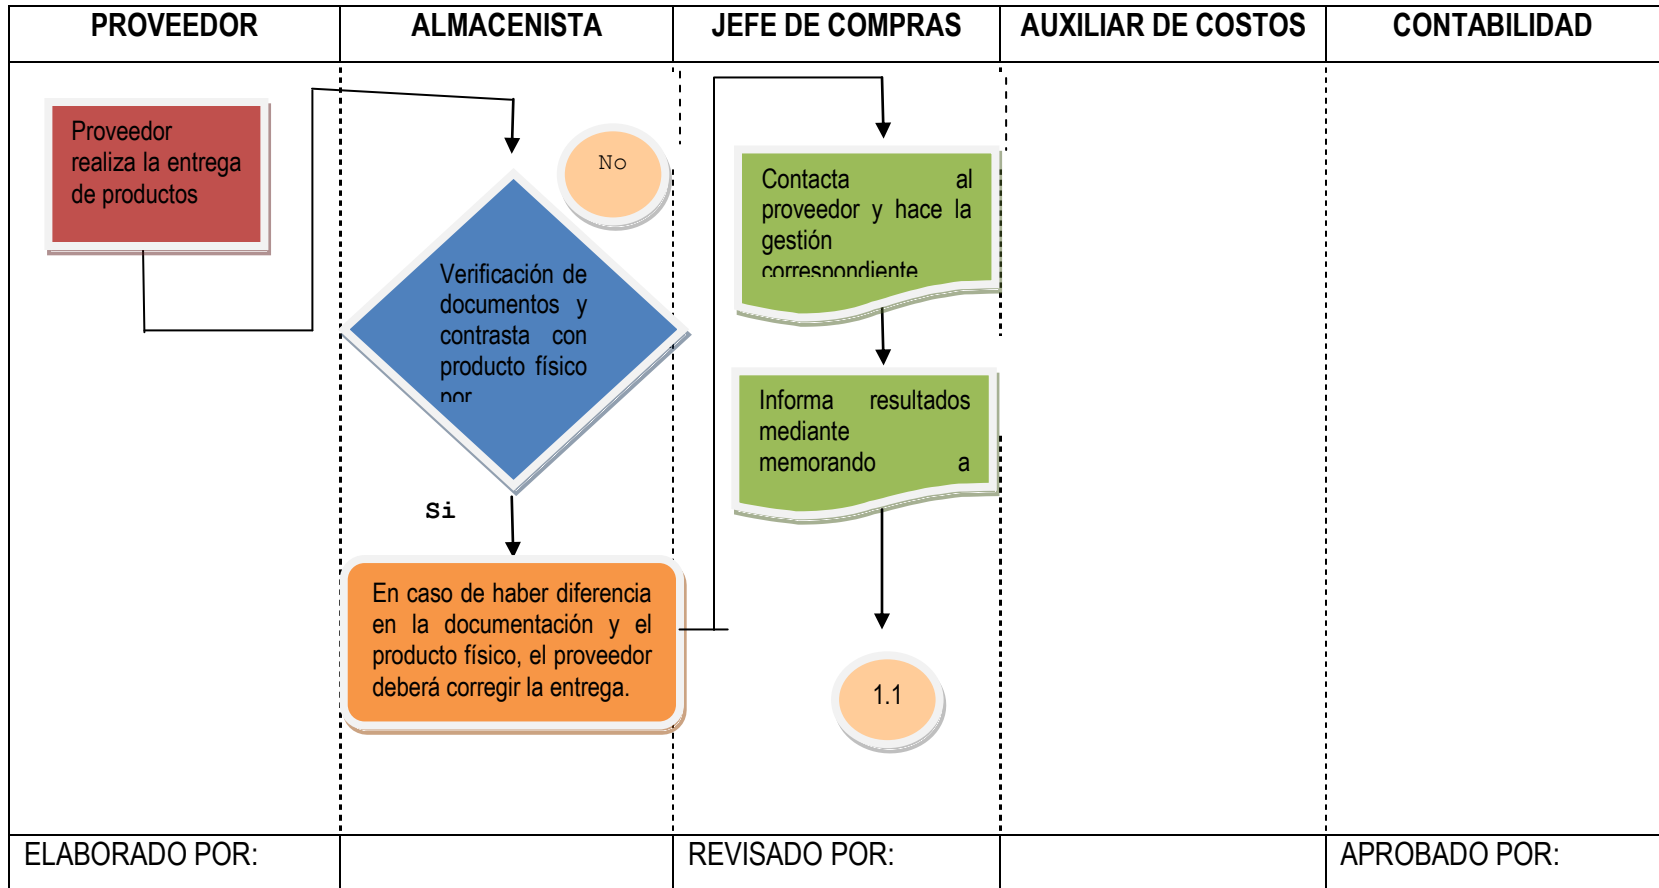 PROVEEDOR
ALMACENISTA
JEFE DE COMPRAS
AUXILIAR DE COSTOS
CONTABILIDAD
Proveedor
realiza la entrega
de productos
No
Verificación de
documentos y
contrasta con
producto físico
por
Si
En caso de haber diferencia
en la documentación y el
producto físico, el proveedor
deberá corregir la entrega.
Contacta al
proveedor y hace la
gestión
correspondiente
Informa resultados
mediante
memorando a
1.1
ELABORADO POR:
REVISADO POR:
APROBADO POR: